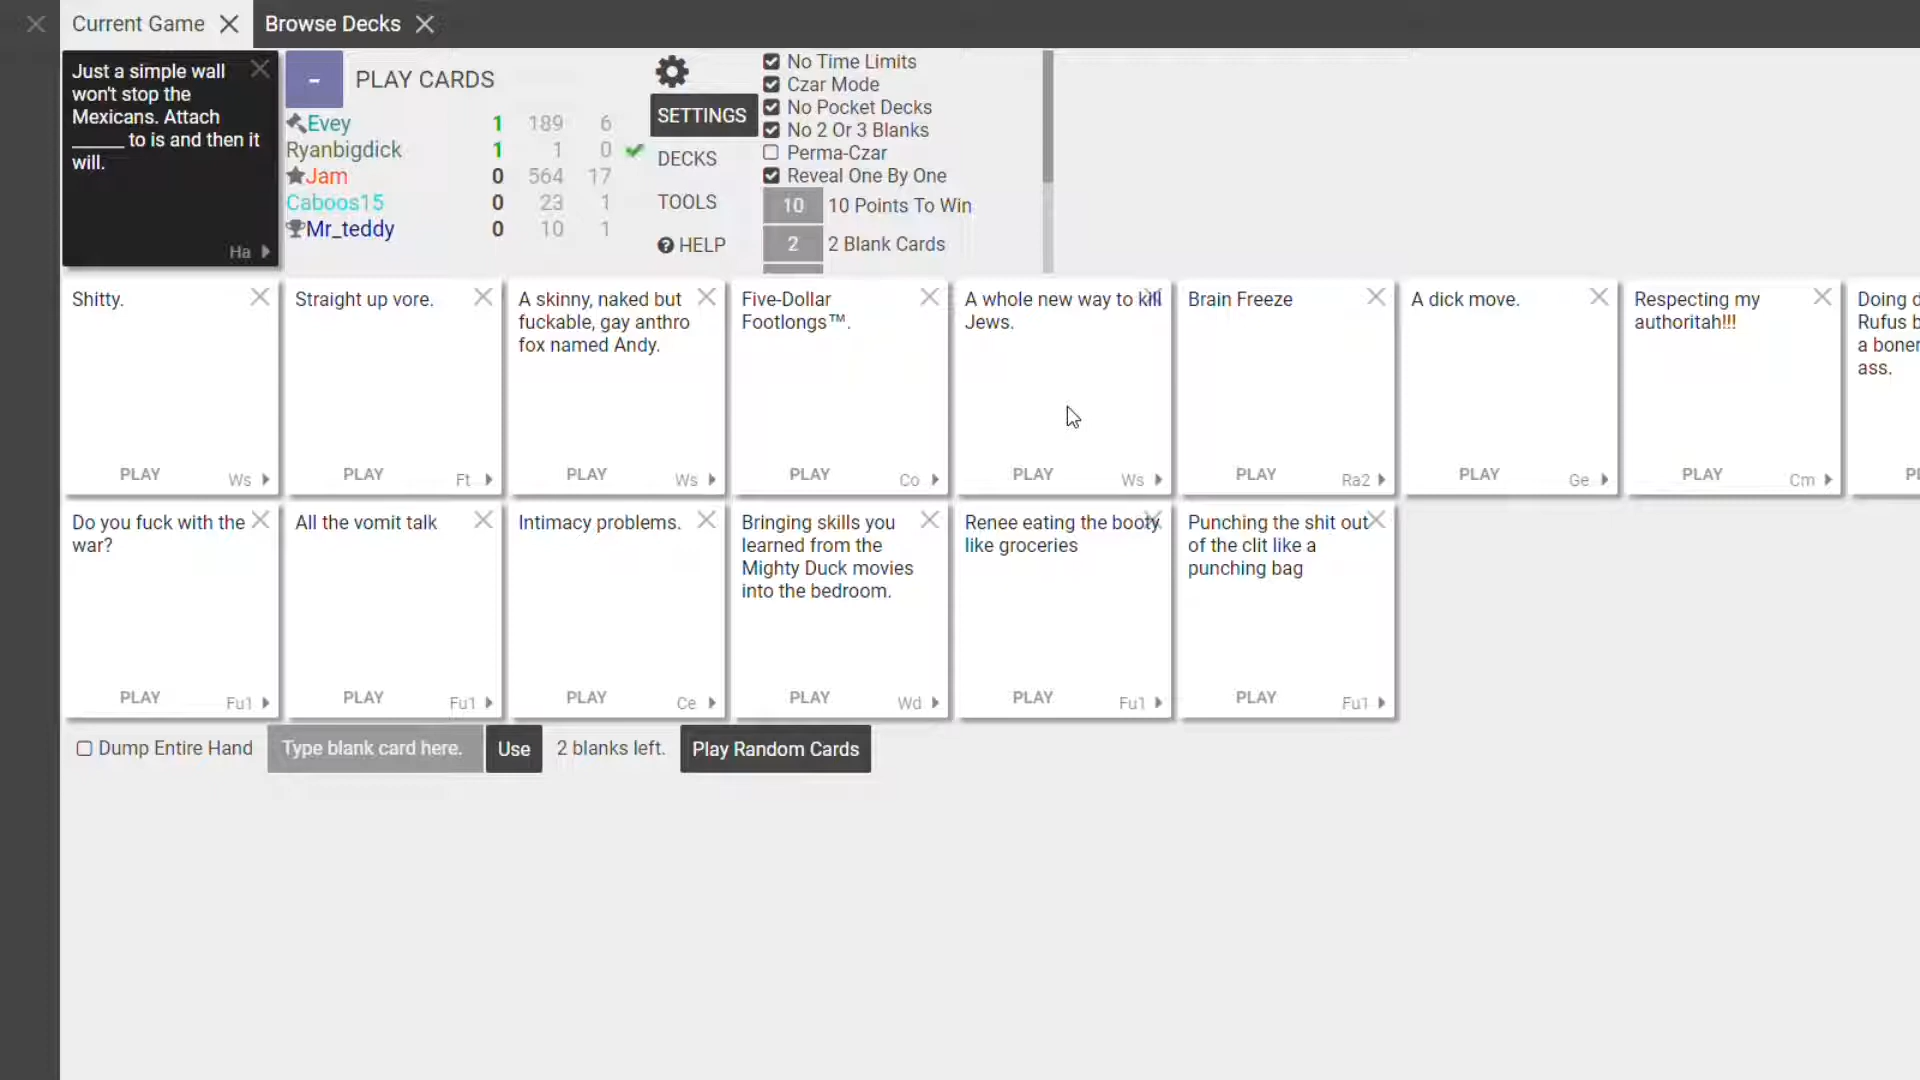 Current Game
Browse Decks
Just a simple wall
won't stop the
Mexicans. Attach
______ to is and then it
will.
Ha
-
PLAY CARDS
Evey 1 189 6
Ryanbigdick 1 1 0
Jam 0 564 17
Caboos15 0 23 1
Mr_teddy 0 10 1
SETTINGS
DECKS
TOOLS
HELP
No Time Limits
Czar Mode
No Pocket Decks
No 2 Or 3 Blanks
Perma-Czar
Reveal One By One
10 10 Points To Win
2 2 Blank Cards
Shitty.
PLAY Ws
Straight up vore.
PLAY Ft
A skinny, naked but
fuckable, gay anthro
fox named Andy.
PLAY Ws
Five-Dollar
Footlongs™.
PLAY Co
A whole new way to kill
Jews.
PLAY Ws
Brain Freeze
PLAY Ra2
A dick move.
PLAY Ge
Respecting my
authoritah!!!
PLAY Cm
Doing
Rufus
a boner
ass.
Do you fuck with the
war?
PLAY Fu1
All the vomit talk
PLAY Fu1
Intimacy problems.
PLAY Ce
Bringing skills you
learned from the
Mighty Duck movies
into the bedroom.
PLAY Wd
Renee eating the booty
like groceries
PLAY Fu1
Punching the shit out
of the clit like a
punching bag
PLAY Fu1
Dump Entire Hand
Type blank card here.
Use
2 blanks left.
Play Random Cards